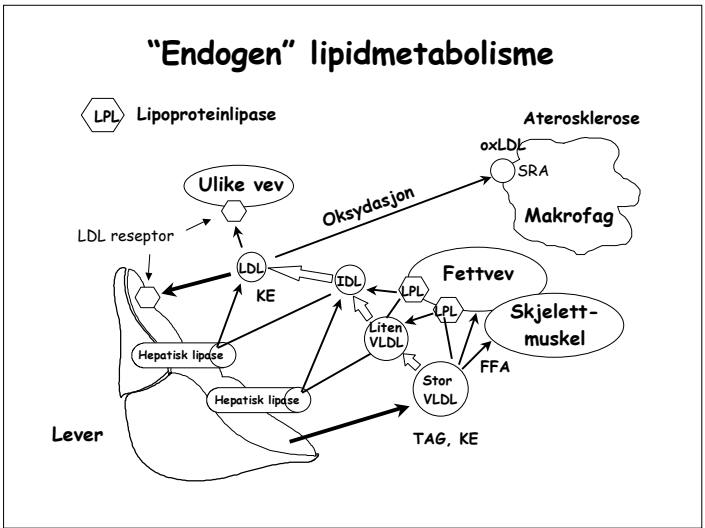 “Endogen” lipidmetabolisme
LPL Lipoproteinlipase
Aterosklerose
oxLDL
SRA
Ulike vev
Oksydasjon
Makrofag
LDL reseptor
LDL
KE
IDL
LPL
Fettvev
LPL
Skjelett-
muskel
Liten
VLDL
Hepatisk lipase
FFA
Stor
VLDL
Hepatisk lipase
Lever
TAG, KE